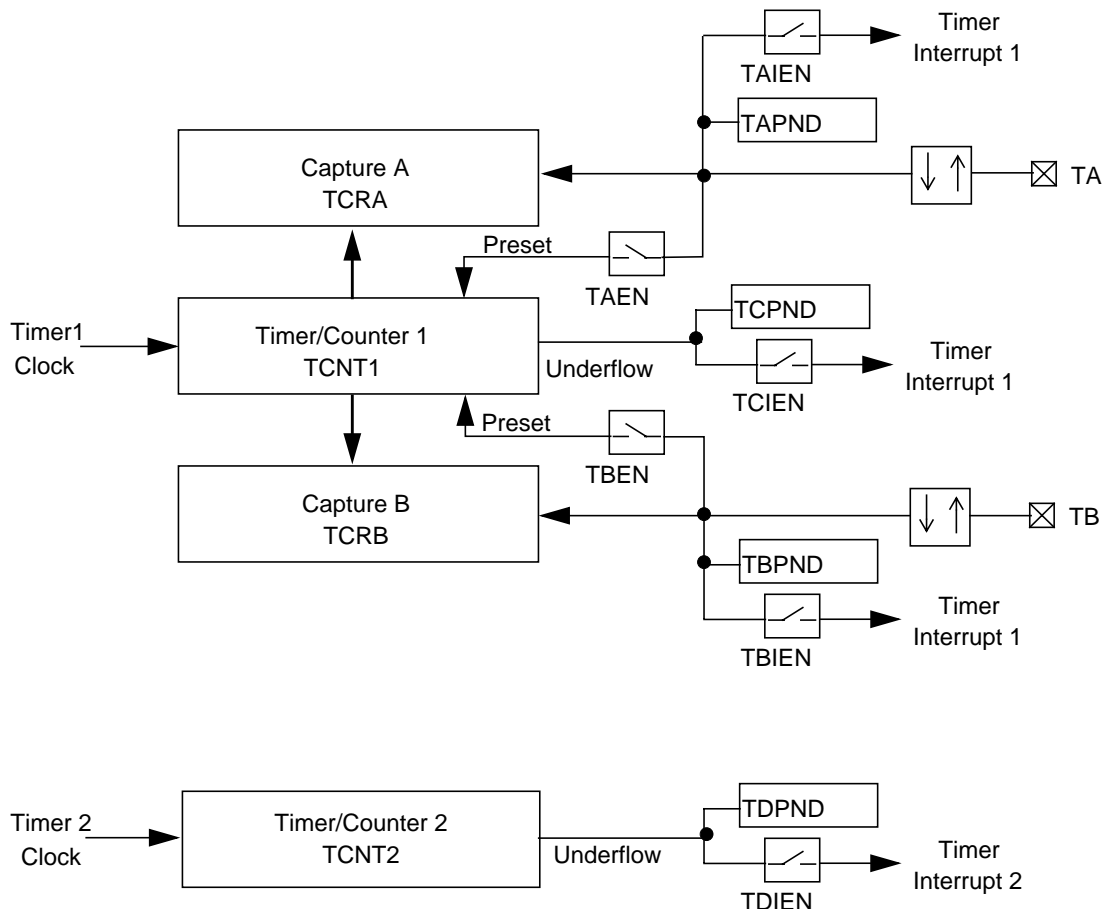 Timer
Interrupt 1
TAIEN
TAPND
Capture A
TCRA
TA
Preset
TAEN
TCPND
Timer1
Clock
Timer/Counter 1
TCNT1
Underflow
Timer
Interrupt 1
TCIEN
Preset
TBEN
Capture B
TCRB
TB
TBPND
Timer
Interrupt 1
TBIEN
Timer 2
Clock
Timer/Counter 2
TCNT2
Underflow
TDPND
Timer
Interrupt 2
TDIEN